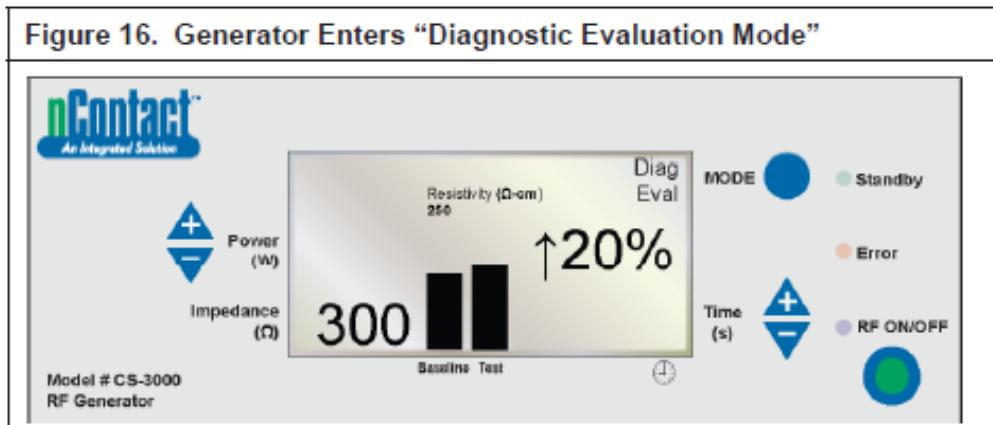 Figure 16. Generator Enters “Diagnostic Evaluation Mode”
nContact™
An Integrated Solution
Diag
Eval
MODE
Standby
Resistivity (Ω-cm)
250
↑20%
+
Power
(W)
−
Error
Impedance
(Ω)
300
+
Time
(s)
−
RF ON/OFF
Baseline Test
Model # CS-3000
RF Generator